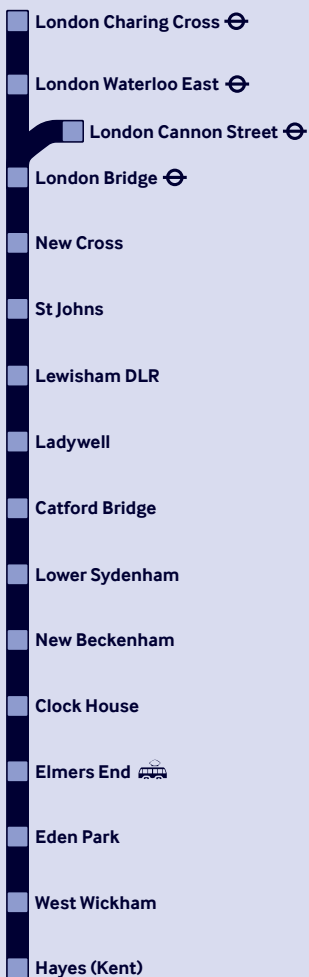 London Charing Cross
London Waterloo East
London Cannon Street
London Bridge
New Cross
St Johns
Lewisham DLR
Ladywell
Catford Bridge
Lower Sydenham
New Beckenham
Clock House
Elmers End
Eden Park
West Wickham
Hayes (Kent)